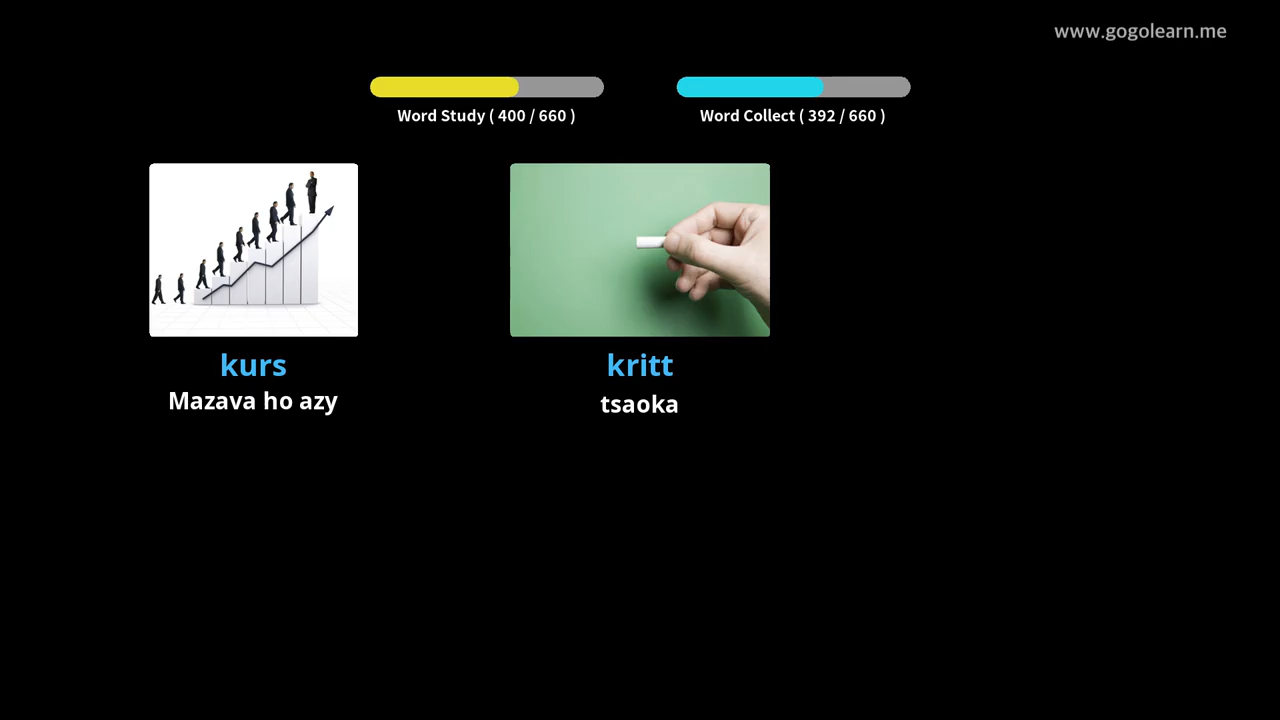 www.gogolearn.me
Word Study ( 400 / 660 )
Word Collect ( 392 / 660 )
kurs
Mazava ho azy
kritt
tsaoka